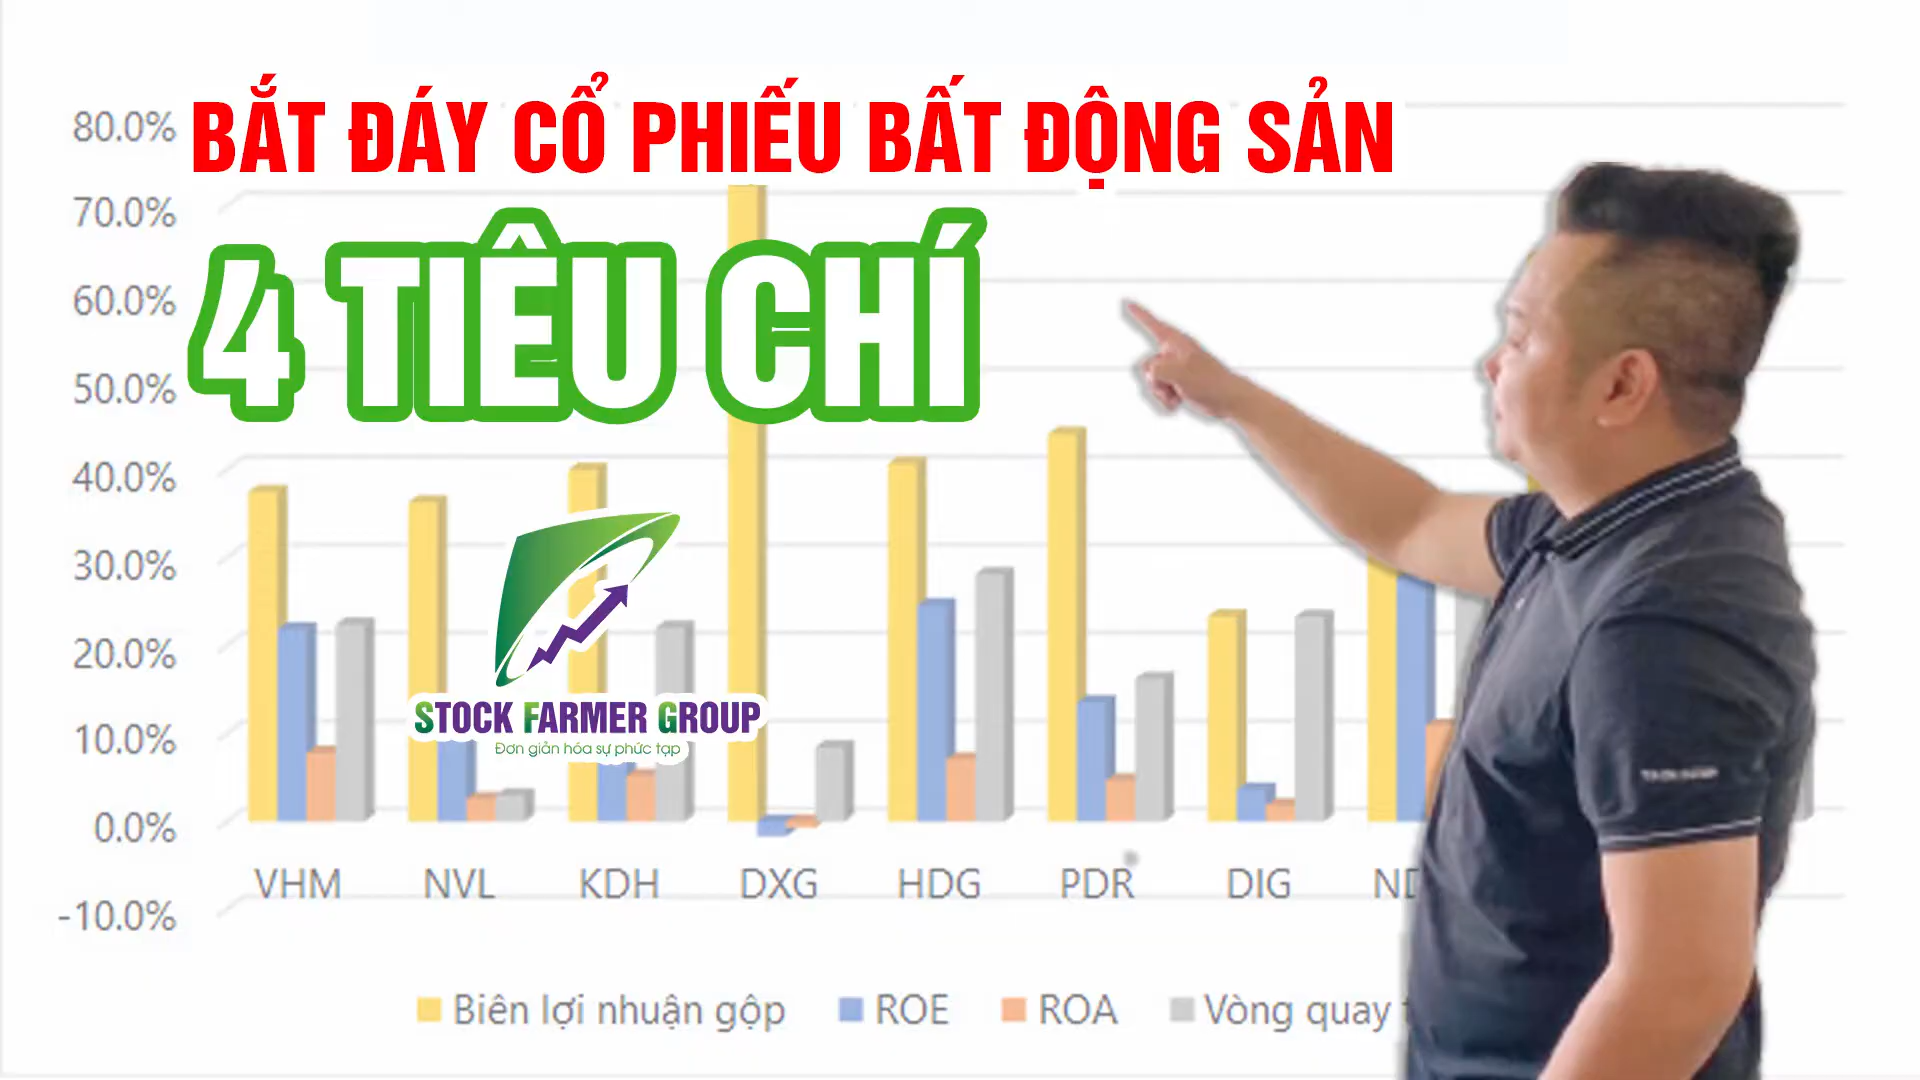 BẮT ĐÁY CỔ PHIẾU BẤT ĐỘNG SẢN
4 TIÊU CHÍ
80.0%
70.0%
60.0%
50.0%
40.0%
30.0%
20.0%
10.0%
0.0%
-10.0%
STOCK FARMER GROUP
Đơn giản hóa sự phức tạp
VHM NVL KDH DXG HDG PDR DIG
Biên lợi nhuận gộp ROE ROA Vòng quay